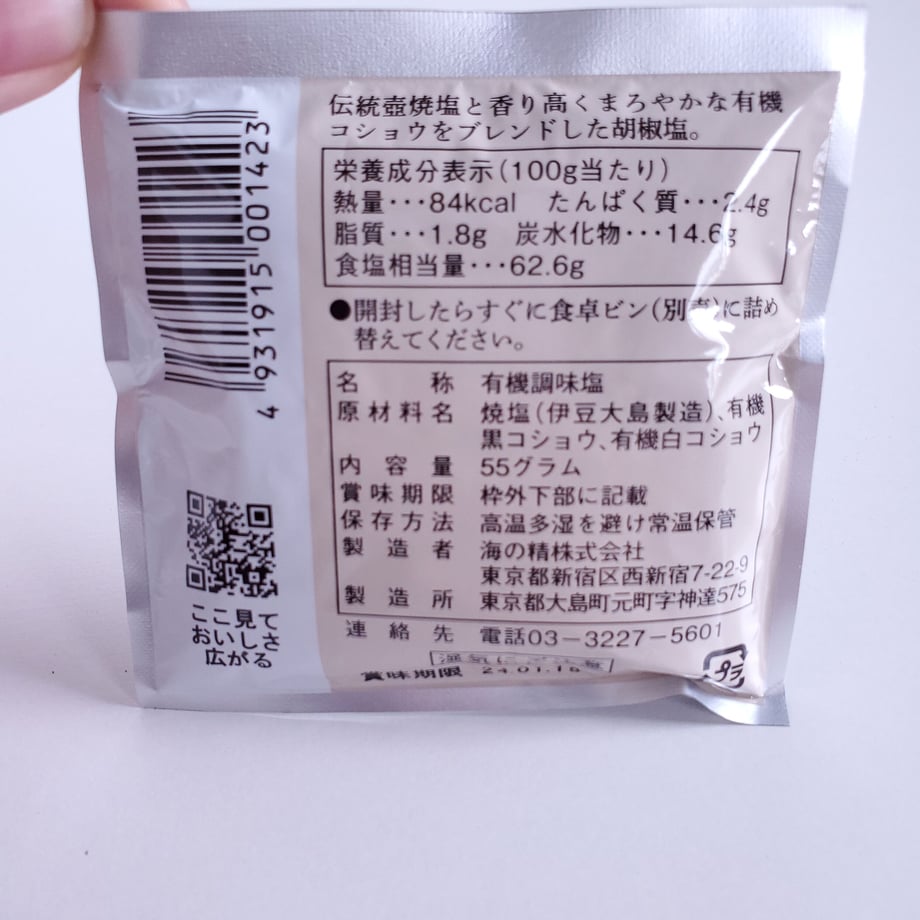 伝統壺焼塩と香り高くまろやかな有機
コショウをブレンドした胡椒塩。
栄養成分表示(100g当たり)
熱量･･･84kcal　たんぱく質･･･2.4g
脂質･･･1.8g　炭水化物･･･14.6g
食塩相当量･･･62.6g
●開封したらすぐに食卓ビン(別売)に詰め
替えてください。
名称　有機調味塩
原材料名　焼塩(伊豆大島製造)、有機
黒コショウ、有機白コショウ
内容量　55グラム
賞味期限　枠外下部に記載
保存方法　高温多湿を避け常温保管
製造者　海の精株式会社
東京都新宿区西新宿7-22-9
製造所　東京都大島町元町字神達575
連絡先　電話03－3227－5601
湿気にご注意
賞味期限　24.01.16
プラ
4 931915 001423
ここ見て
おいしさ
広がる